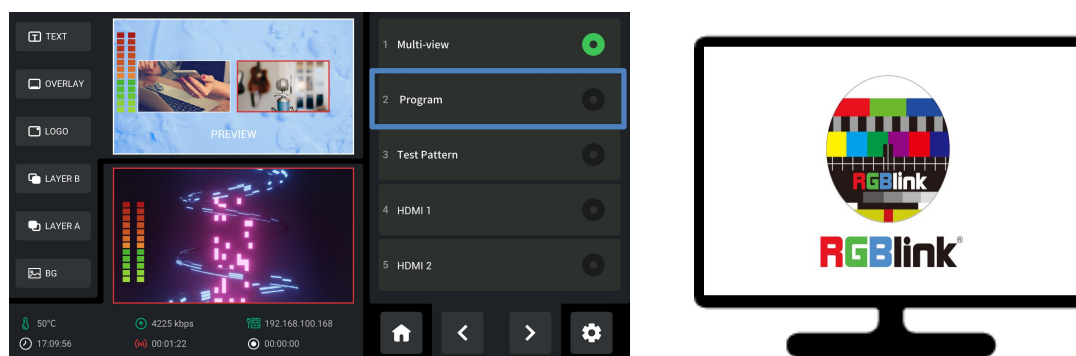 TEXT
OVERLAY
LOGO
LAYER B
LAYER A
BG
PREVIEW
50°C
4225 kbps
192.168.100.168
17:09:56
00:01:22
00:00:00
1 Multi-view
2 Program
3 Test Pattern
4 HDMI 1
5 HDMI 2
RGBlink
RGBlink®